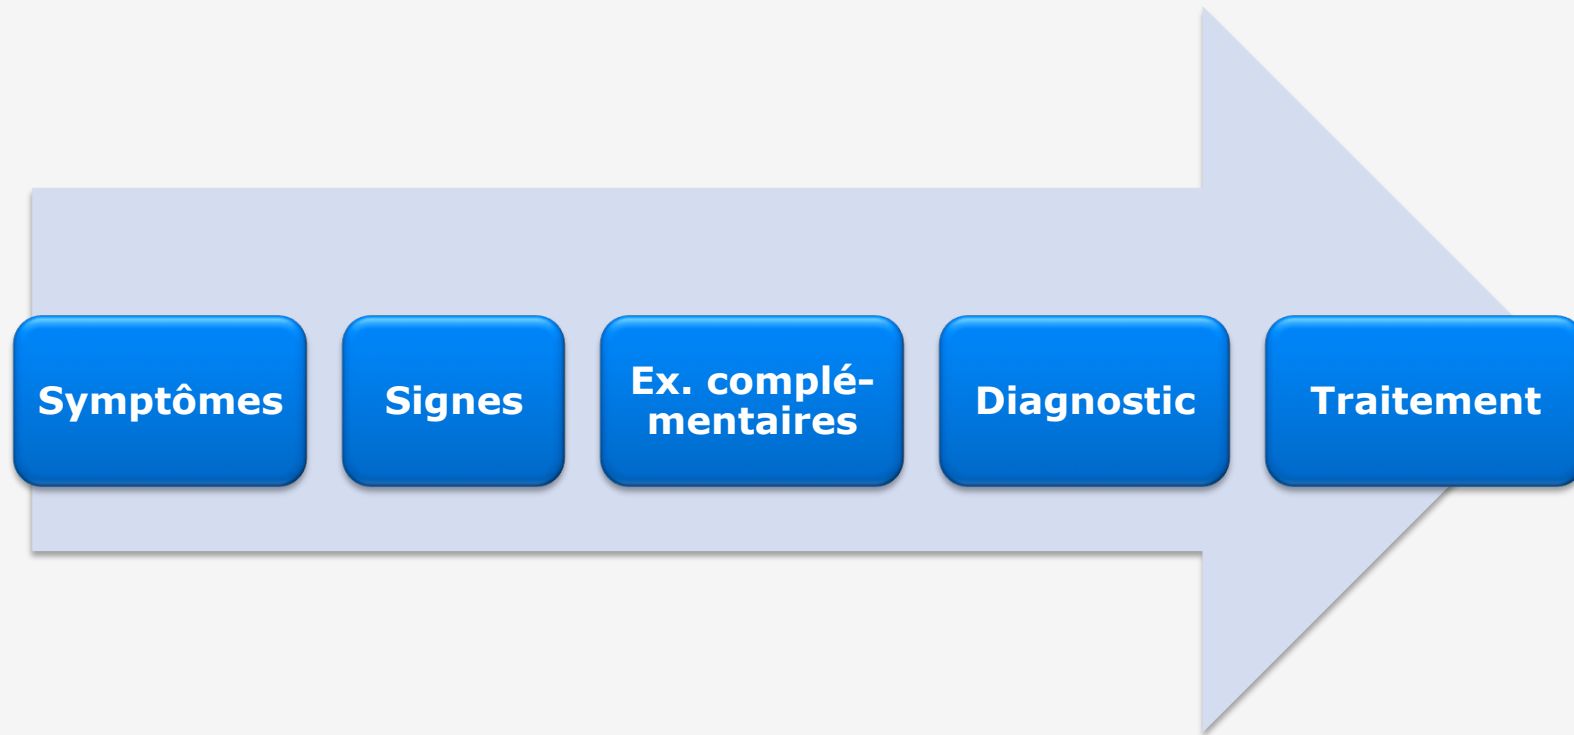 Symptômes
Signes
Ex. complé-
mentaires
Diagnostic
Traitement